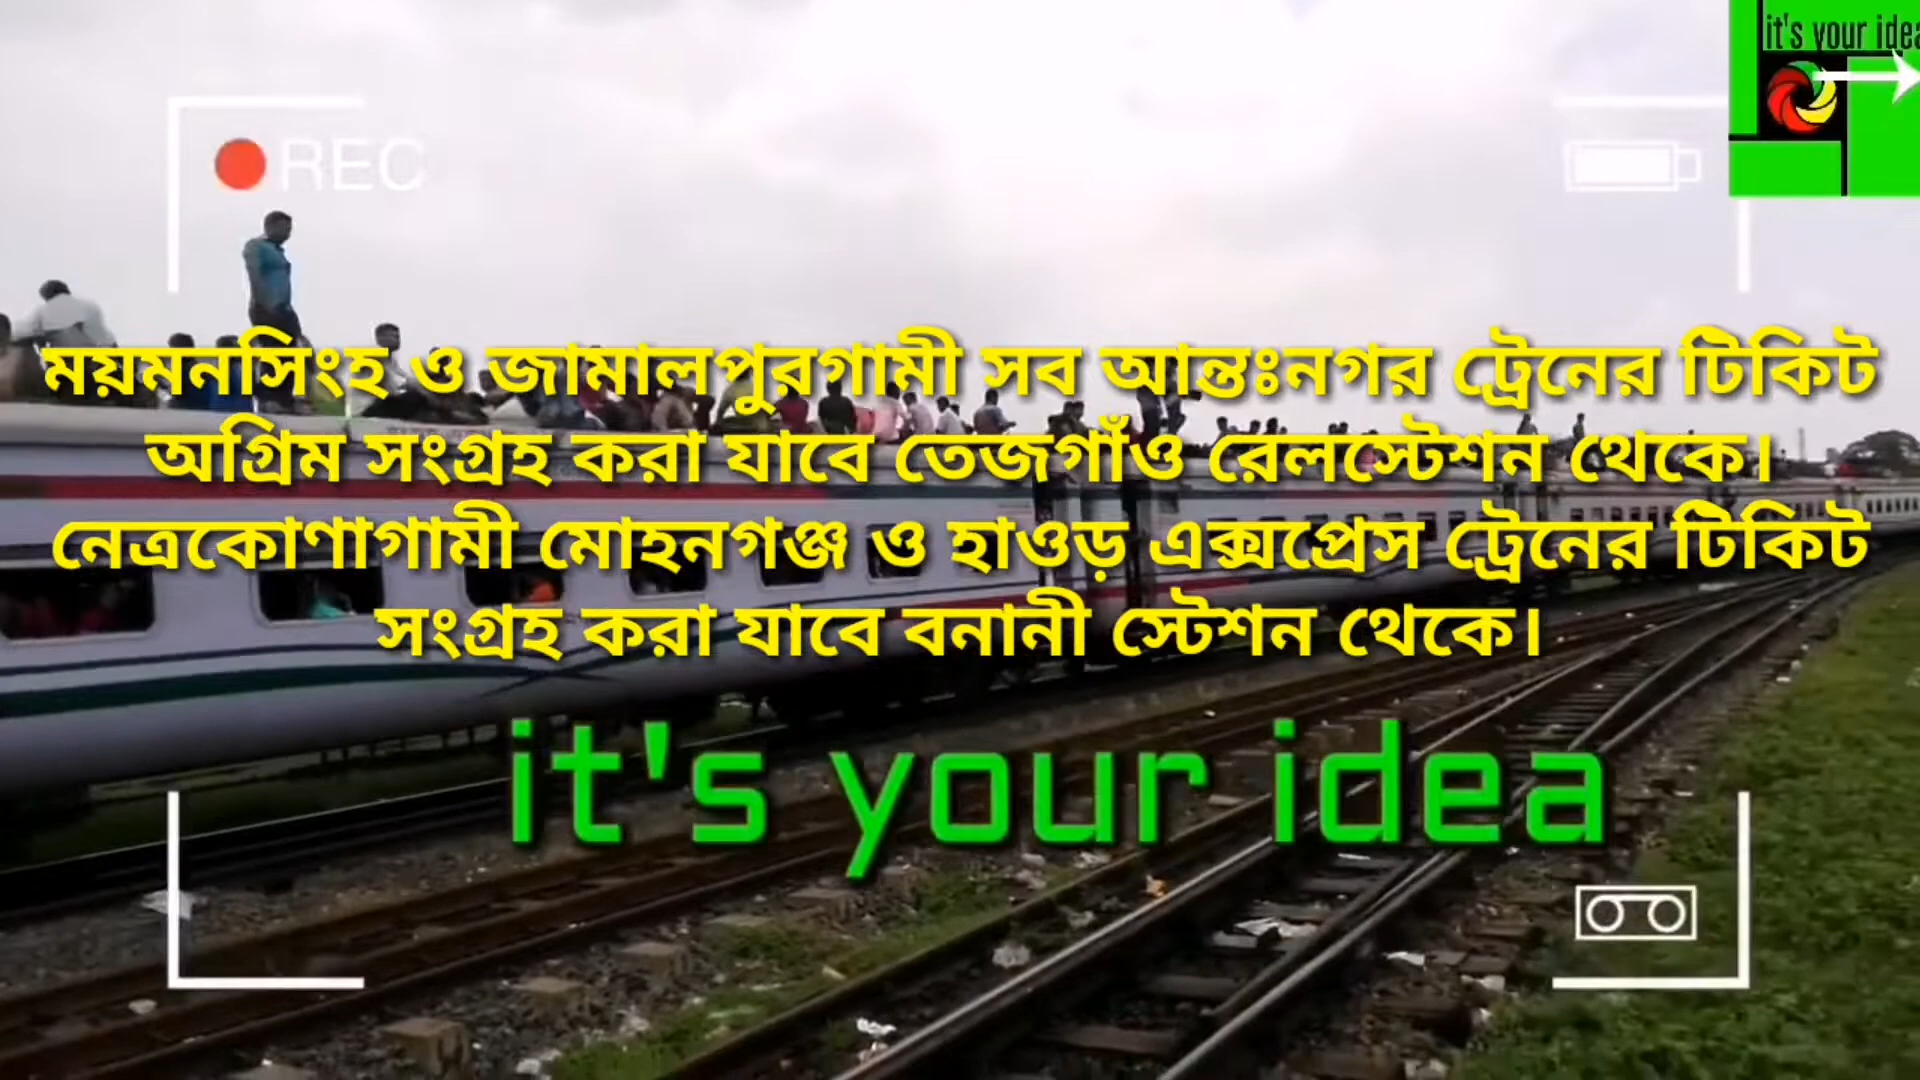 it's your idea
REC
ময়মনসিংহ ও জামালপুরগামী সব আন্তঃনগর ট্রেনের টিকিট
অগ্রিম সংগ্রহ করা যাবে তেজগাঁও রেলস্টেশন থেকে।
নেত্রকোণাগামী মোহনগঞ্জ ও হাওড় এক্সপ্রেস ট্রেনের টিকিট
সংগ্রহ করা যাবে বনানী স্টেশন থেকে।
it's your idea